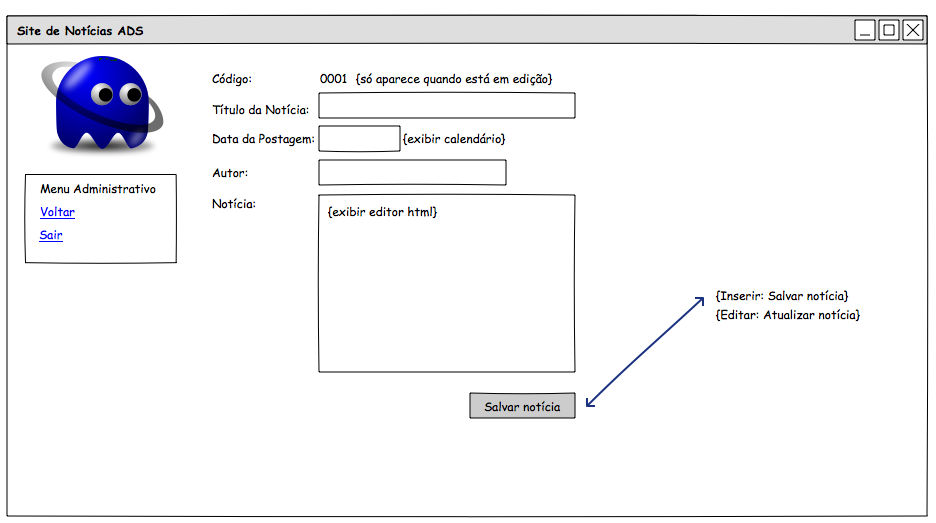 Site de Notícias ADS
Menu Administrativo
Voltar
Sair
Código: 0001 {só aparece quando está em edição}
Título da Notícia:
Data da Postagem: {exibir calendário}
Autor:
Notícia:
{exibir editor html}
Salvar notícia
{Inserir: Salvar notícia}
{Editar: Atualizar notícia}